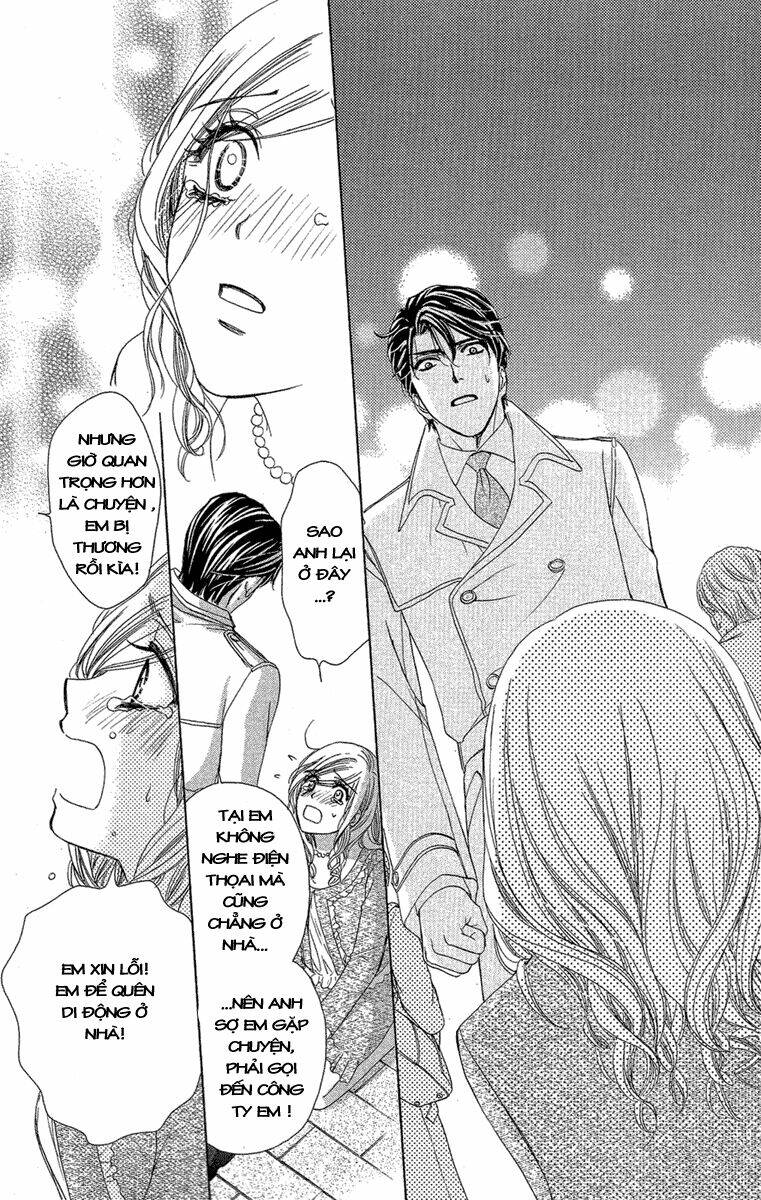 SAO
ANH LẠI
Ở ĐÂY
...?
TẠI EM
KHÔNG
NGHE ĐIỆN
THOẠI MÀ
CŨNG
CHẲNG Ở
NHÀ...
...NÊN ANH
SỢ EM GẶP
CHUYỆN,
PHẢI GỌI
ĐẾN CÔNG
TY EM !
NHƯNG
GIỜ QUAN
TRỌNG HƠN
LÀ CHUYỆN ,
EM BỊ
THƯƠNG
RỒI KÌA!
EM XIN LỖI!
EM ĐỂ QUÊN
DI ĐỘNG Ở
NHÀ!